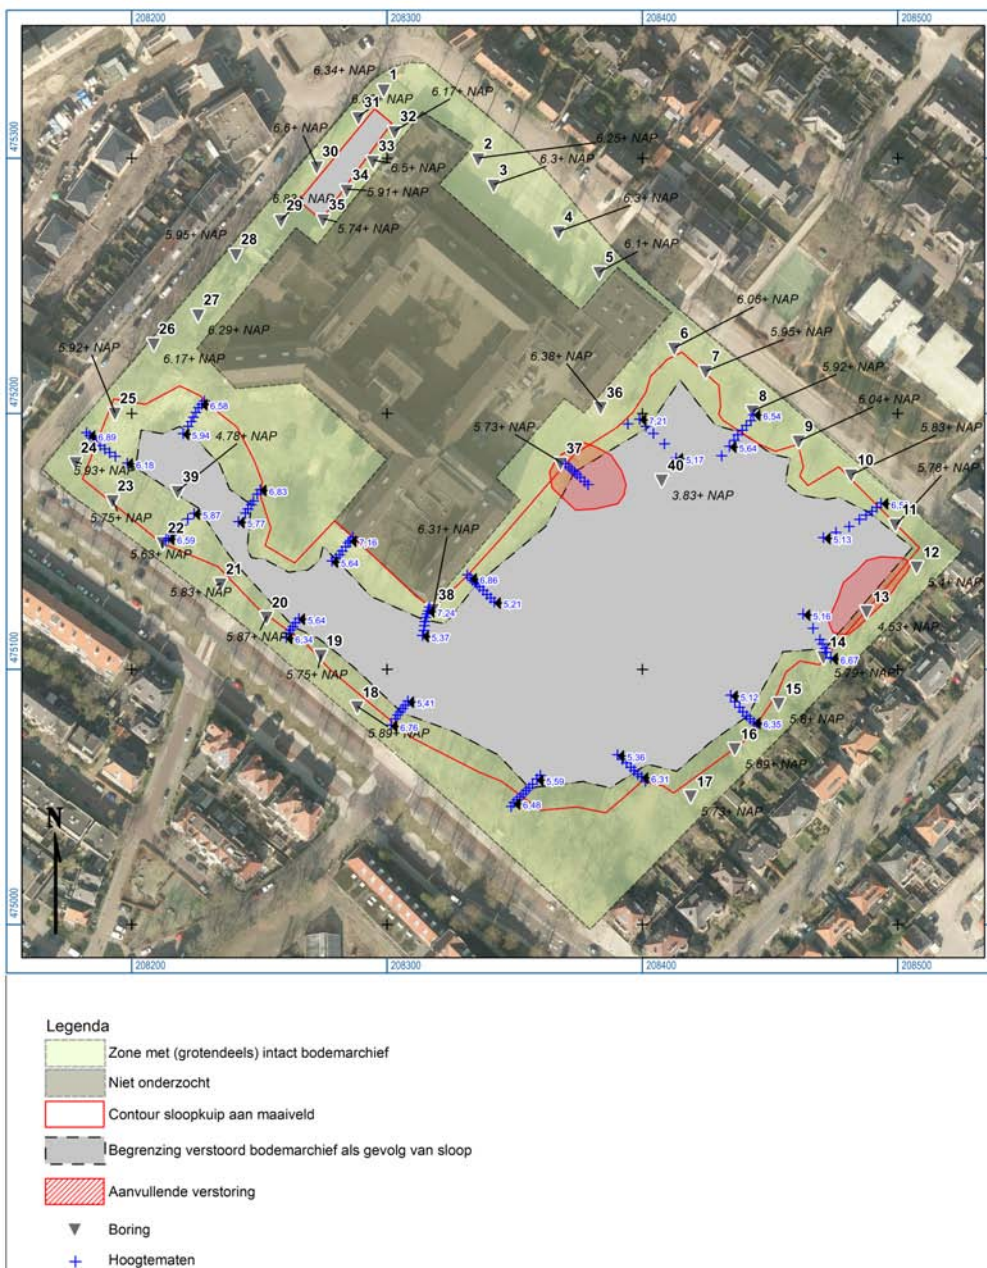 208200 208300 208400 208500
475300
475200
475100
475000
6.34+ NAP 1 6.17+ NAP
31
32
6.6+ NAP 2 6.25+ NAP
30 33 6.5+ NAP 3 6.3+ NAP
34 5.91+ NAP
29 35 5.74+ NAP 4 6.3+ NAP
5.95+ NAP 28 5 6.1+ NAP
27 6.29+ NAP
26 6.17+ NAP 6 6.06+ NAP
5.92+ NAP 7 5.95+ NAP
6.38+ NAP 36
25 6,58 8 5.92+ NAP
6,54
6,89 5,94 4.78+ NAP 7,21 9 6.04+ NAP
5,64
24 5.93+ NAP 6,18 5.73+ NAP 37 5,17 10 5.83+ NAP
39 6,83 40 3.83+ NAP
23 5.75+ NAP 5,87 5,77 11 5.78+ NAP
22 6,59 7,16 5,13
5.63+ NAP 5,64 6.31+ NAP 12 5.4+ NAP
21 5.83+ NAP 6,86
20 5.87+ NAP 5,64 38 7,24 5,21 5,16 13 4.53+ NAP
6,34 5,37
19 5.75+ NAP 14 6,67 5.79+ NAP
18 5.89+ NAP 5,41 5,12 15 5.8+ NAP
6,76 6,35
16 5.89+ NAP
5,36
5,59 6,31 17 5.73+ NAP
6,48
N
208200 208300 208400 208500
Legenda
Zone met (grotendeels) intact bodemarchief
Niet onderzocht
Contour sloopkuip aan maaiveld
Begrenzing verstoord bodemarchief als gevolg van sloop
Aanvullende verstoring
Boring
Hoogtematen